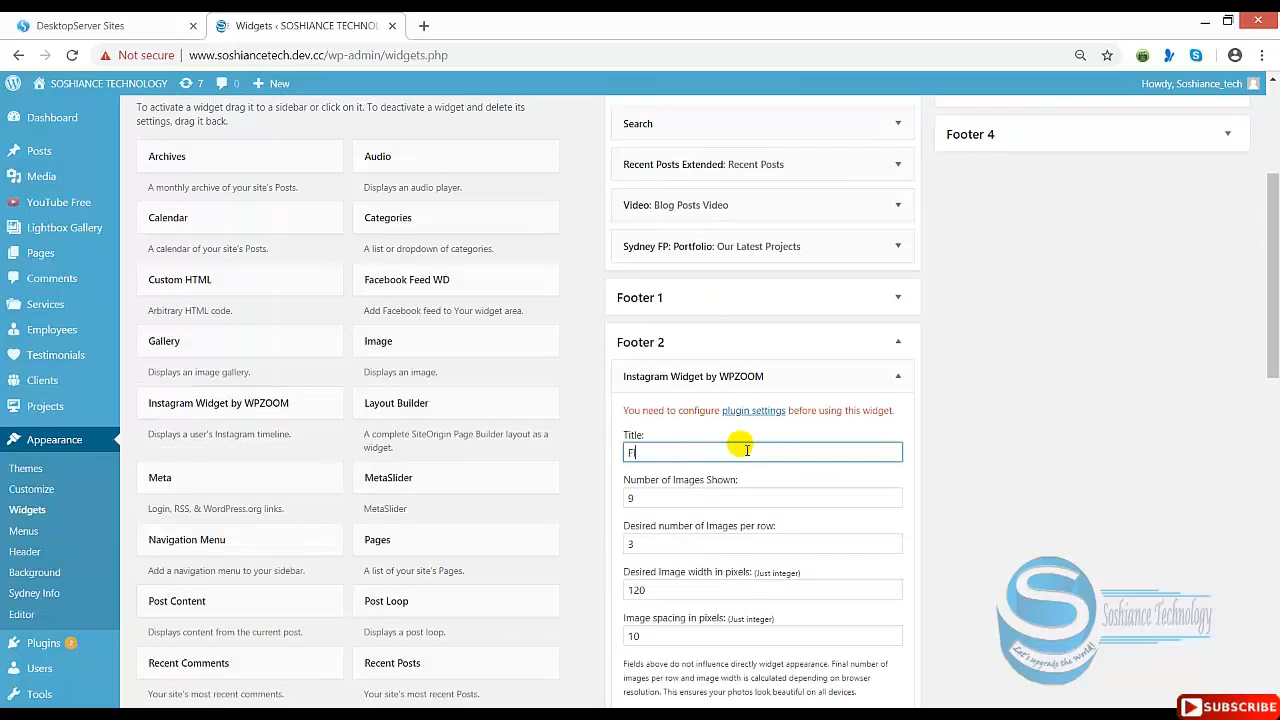 DesktopServer Sites
Widgets ‹ SOSHIANCE TECHNO
Not secure
www.soshiancetech.dev.cc/wp-admin/widgets.php
SOSHIANCE TECHNOLOGY
7
0
New
Howdy, Soshiance_tech
Dashboard
Posts
Media
YouTube Free
Lightbox Gallery
Pages
Comments
Services
Employees
Testimonials
Clients
Projects
Appearance
Themes
Customize
Widgets
Menus
Header
Background
Sydney Info
Editor
Plugins 2
Users
Tools
To activate a widget drag it to a sidebar or click on it. To deactivate a widget and delete its
settings, drag it back.
Archives
A monthly archive of your site's Posts.
Audio
Displays an audio player.
Calendar
A calendar of your site's Posts.
Categories
A list or dropdown of categories.
Custom HTML
Arbitrary HTML code.
Facebook Feed WD
Add Facebook feed to Your widget area.
Gallery
Displays an image gallery.
Image
Displays an image.
Instagram Widget by WPZOOM
Displays a user's Instagram timeline.
Layout Builder
A complete SiteOrigin Page Builder layout as a
widget.
Meta
Login, RSS, & WordPress.org links.
MetaSlider
MetaSlider
Navigation Menu
Add a navigation menu to your sidebar.
Pages
A list of your site's Pages.
Post Content
Displays content from the current post.
Post Loop
Displays a post loop.
Recent Comments
Your site's most recent comments.
Recent Posts
Your site's most recent Posts.
Search
Recent Posts Extended: Recent Posts
Video: Blog Posts Video
Sydney FP: Portfolio: Our Latest Projects
Footer 1
Footer 2
Instagram Widget by WPZOOM
You need to configure plugin settings before using this widget.
Title:
Number of Images Shown:
9
Desired number of Images per row:
3
Desired Image width in pixels: (Just integer)
120
Image spacing in pixels: (Just integer)
10
Fields above do not influence directly widget appearance. Final number of
images per row and image width is calculated depending on browser
resolution. This ensures your photos look beautiful on all devices.
Footer 4
S
Soshiance Technology
Let's upgrade the World!
SUBSCRIBE